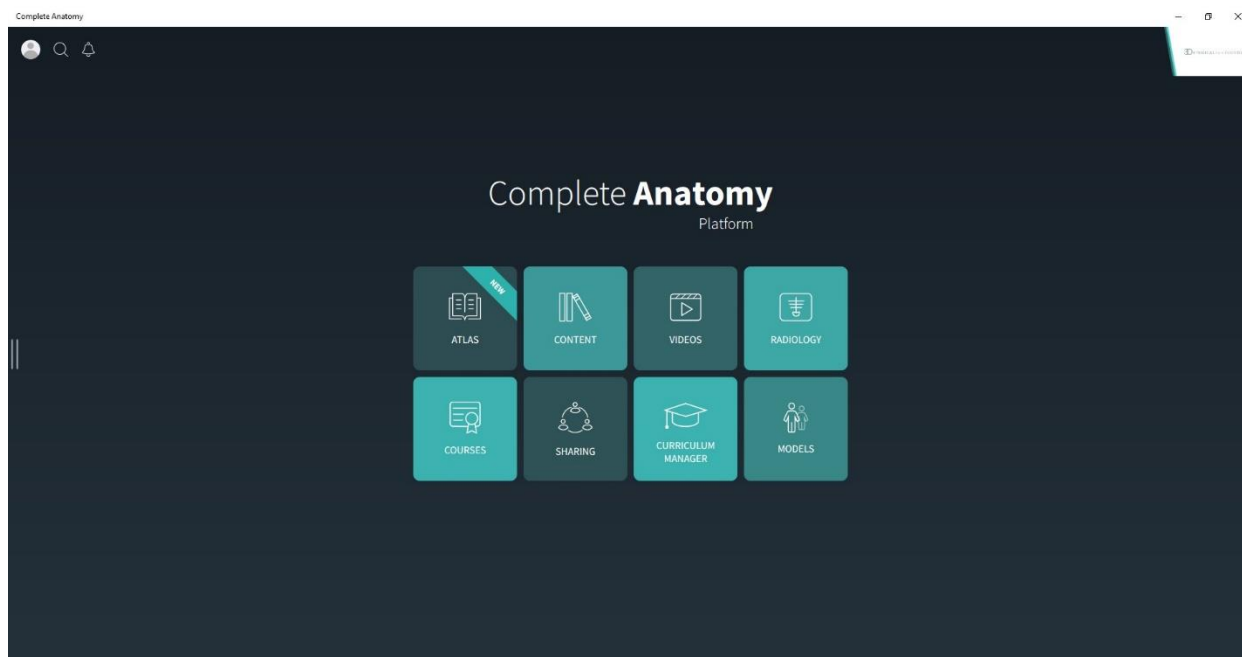 Complete Anatomy
Complete Anatomy
Platform
NEW
ATLAS
CONTENT
VIDEOS
RADIOLOGY
COURSES
SHARING
CURRICULUM
MANAGER
MODELS